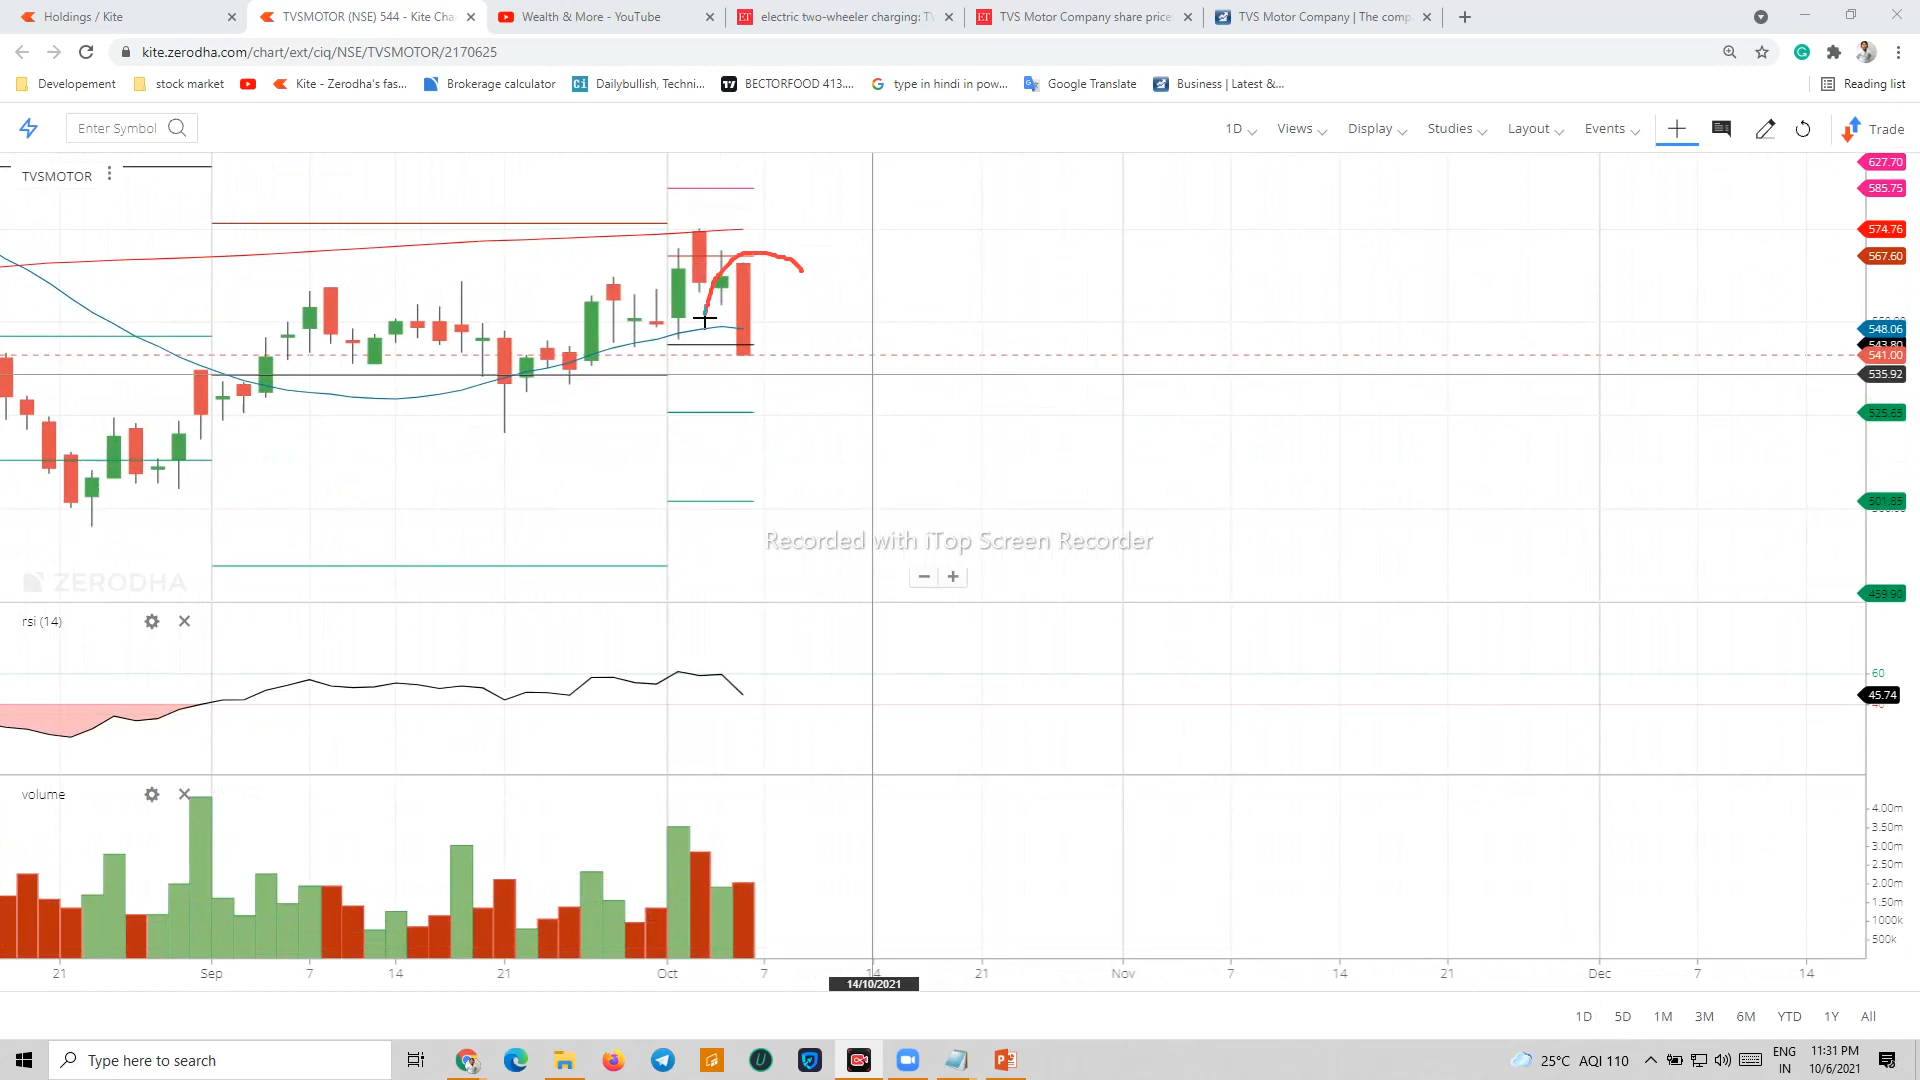 Holdings / Kite
TVSMOTOR (NSE) 544 - Kite Cha
Wealth & More - YouTube
electric two-wheeler charging: TV
TVS Motor Company share price
TVS Motor Company | The comp
kite.zerodha.com/chart/ext/ciq/NSE/TVSMOTOR/2170625
Developement
stock market
Kite - Zerodha's fas...
Brokerage calculator
Dailybullish, Techni...
BECTORFOOD 413....
type in hindi in pow...
Google Translate
Business | Latest &...
Reading list
Enter Symbol
1D
Views
Display
Studies
Layout
Events
Trade
TVSMOTOR
627.70
585.75
574.76
567.60
548.06
543.80
541.00
535.92
525.65
501.85
459.90
Recorded with iTop Screen Recorder
ZERODHA
rsi (14)
60
45.74
volume
4.00m
3.50m
3.00m
2.50m
2.00m
1.50m
1000k
500k
21
Sep
7
14
21
Oct
7
14
21
Nov
7
14
21
Dec
7
14
14/10/2021
1D
5D
1M
3M
6M
YTD
1Y
All
Type here to search
25°C AQI 110
ENG
IN
11:31 PM
10/6/2021